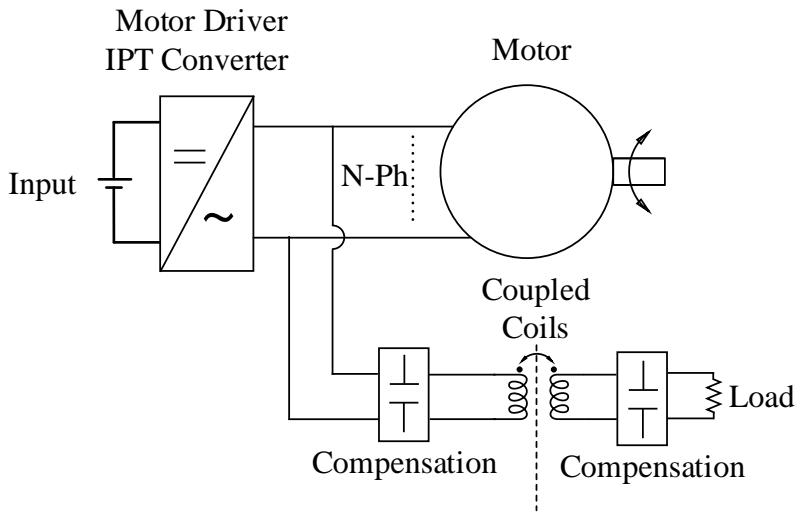 Motor Driver
IPT Converter
Motor
Input
N-Ph
Coupled
Coils
Load
Compensation
Compensation